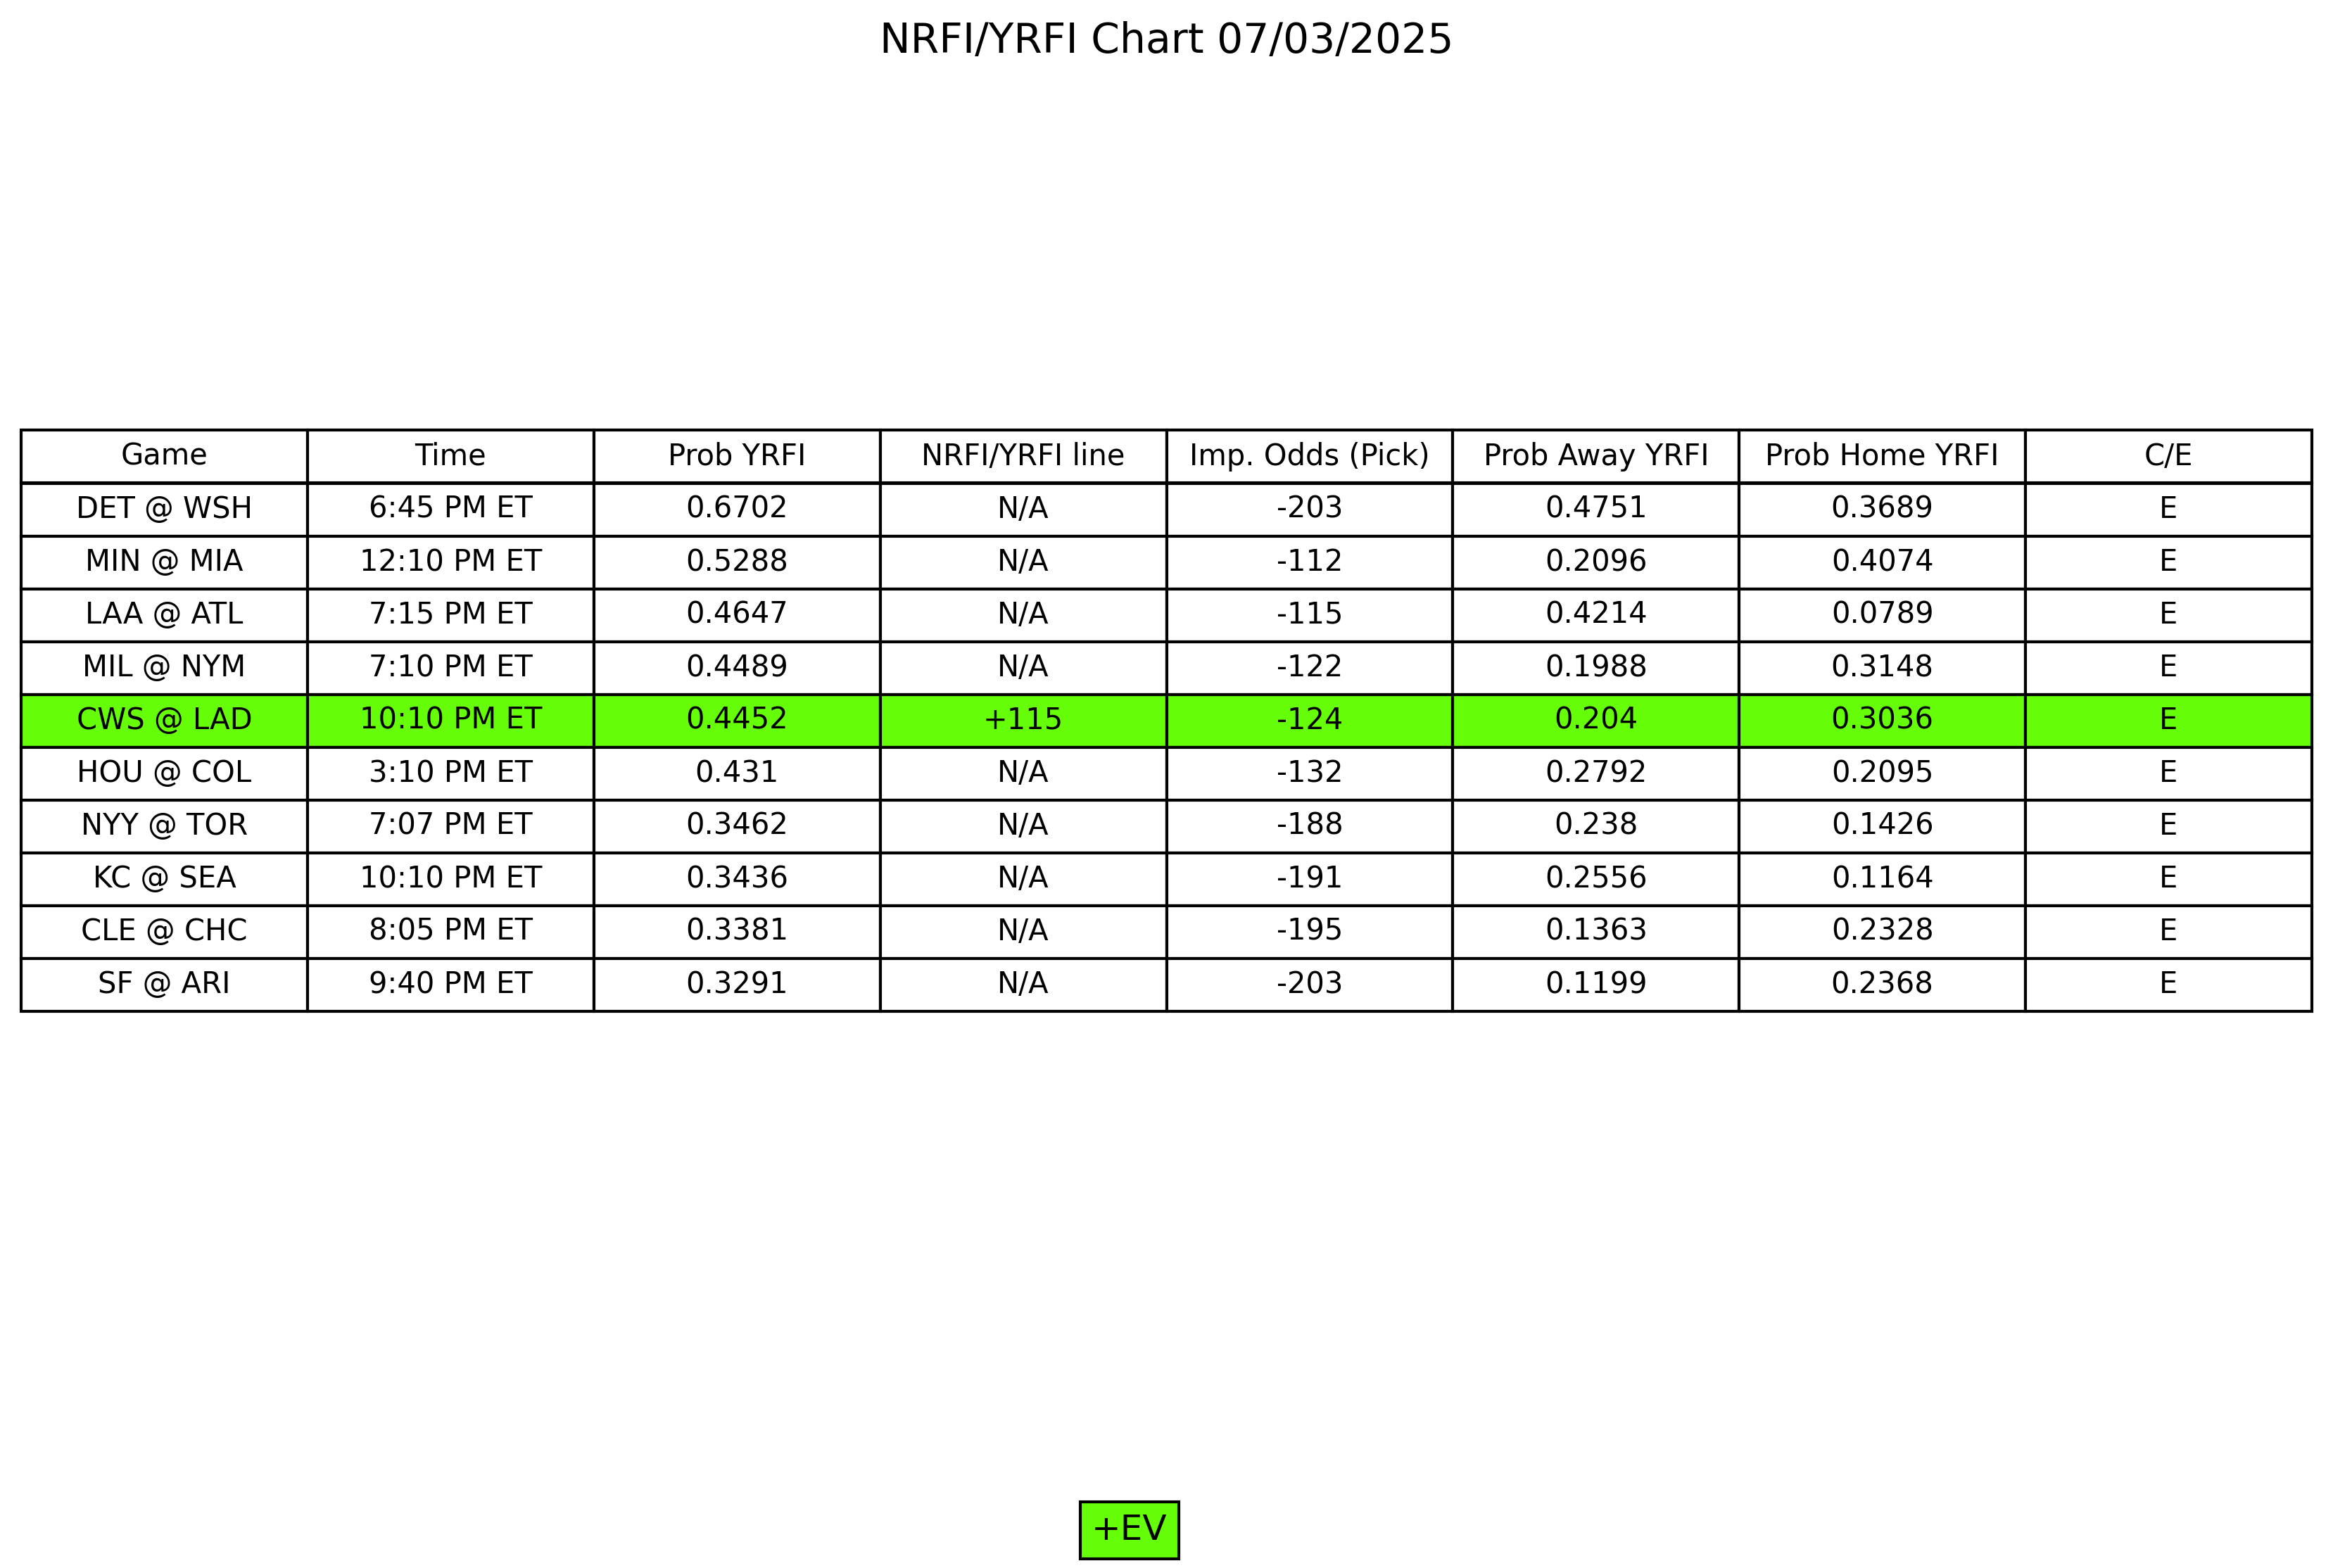 NRFI/YRFI Chart 07/03/2025
Game Time Prob YRFI NRFI/YRFI line Imp. Odds (Pick) Prob Away YRFI Prob Home YRFI C/E
DET @ WSH 6:45 PM ET 0.6702 N/A -203 0.4751 0.3689 E
MIN @ MIA 12:10 PM ET 0.5288 N/A -112 0.2096 0.4074 E
LAA @ ATL 7:15 PM ET 0.4647 N/A -115 0.4214 0.0789 E
MIL @ NYM 7:10 PM ET 0.4489 N/A -122 0.1988 0.3148 E
CWS @ LAD 10:10 PM ET 0.4452 +115 -124 0.204 0.3036 E
HOU @ COL 3:10 PM ET 0.431 N/A -132 0.2792 0.2095 E
NYY @ TOR 7:07 PM ET 0.3462 N/A -188 0.238 0.1426 E
KC @ SEA 10:10 PM ET 0.3436 N/A -191 0.2556 0.1164 E
CLE @ CHC 8:05 PM ET 0.3381 N/A -195 0.1363 0.2328 E
SF @ ARI 9:40 PM ET 0.3291 N/A -203 0.1199 0.2368 E
+EV